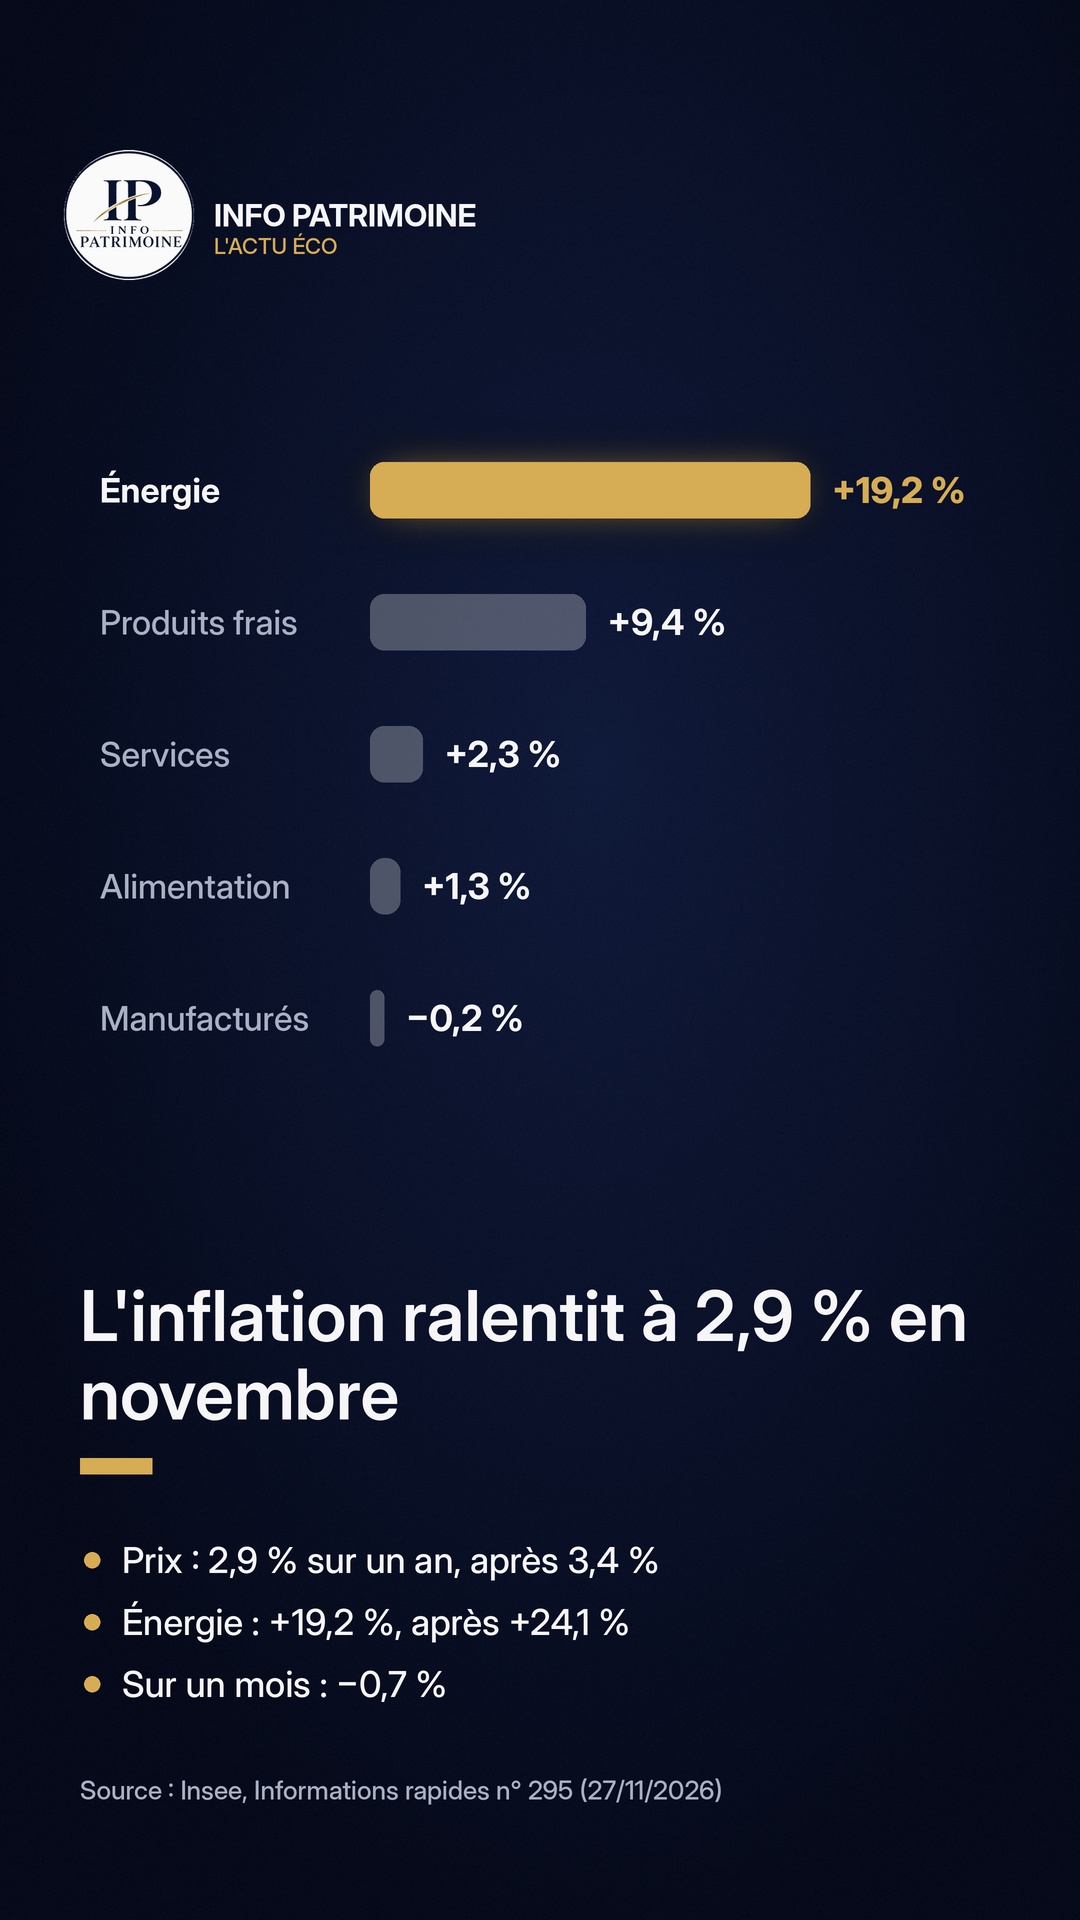 IP
INFO
PATRIMOINE
INFO PATRIMOINE
L'ACTU ÉCO
Énergie +19,2 %
Produits frais +9,4 %
Services +2,3 %
Alimentation +1,3 %
Manufacturés −0,2 %
L'inflation ralentit à 2,9 % en
novembre
Prix : 2,9 % sur un an, après 3,4 %
Énergie : +19,2 %, après +24,1 %
Sur un mois : −0,7 %
Source : Insee, Informations rapides n° 295 (27/11/2026)